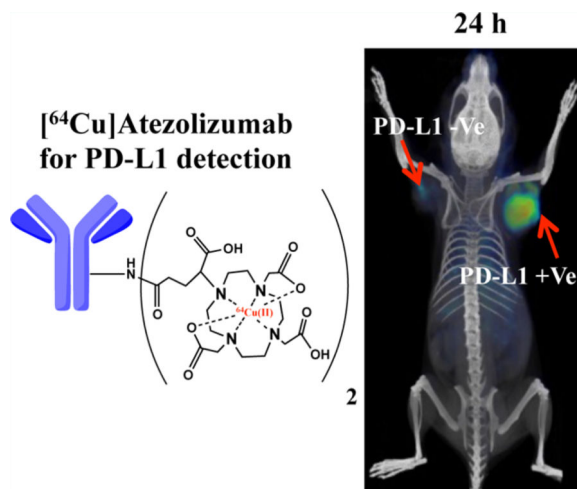 24 h
[⁶⁴Cu]Atezolizumab
for PD-L1 detection
PD-L1 -Ve
PD-L1 +Ve
H
N
O
O
OH
O
O
N
N
⁶⁴Cu(II)
O
N
N
O
OH
O
2